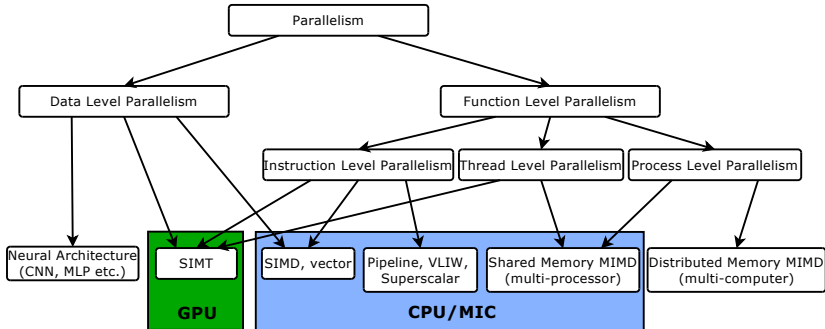 Parallelism
Data Level Parallelism
Function Level Parallelism
Instruction Level Parallelism
Thread Level Parallelism
Process Level Parallelism
Neural Architecture
(CNN, MLP etc.)
SIMT
SIMD, vector
Pipeline, VLIW,
Superscalar
Shared Memory MIMD
(multi-processor)
Distributed Memory MIMD
(multi-computer)
GPU
CPU/MIC